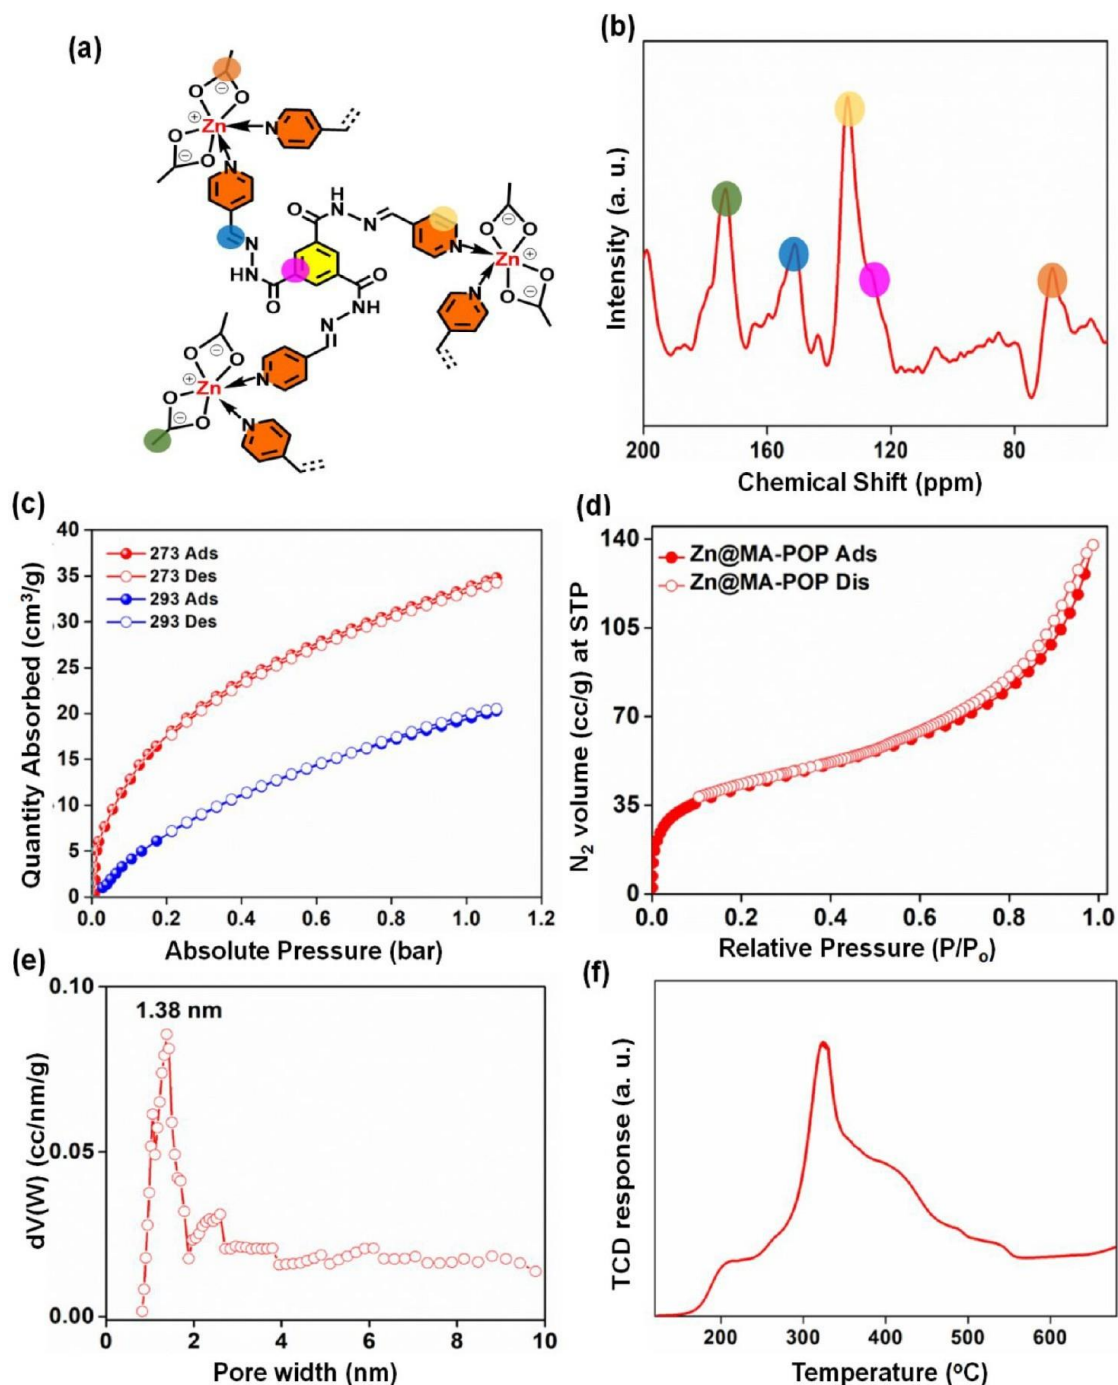 (a)
Zn
N
N
O
O
O
O
⊕
⊖
⊖
N
N
HN
O
O
H
N
N
N
Zn
⊕
O
O
O
O
⊖
⊖
N
O
NH
N
N
Zn
⊕
O
O
O
O
⊖
⊖
N
(b)
Intensity (a. u.)
200
160
120
80
Chemical Shift (ppm)
(c)
Quantity Absorbed (cm³/g)
40
35
30
25
20
15
10
5
0
273 Ads
273 Des
293 Ads
293 Des
0.0
0.2
0.4
0.6
0.8
1.0
1.2
Absolute Pressure (bar)
(d)
N₂ volume (cc/g) at STP
140
105
70
35
0
Zn@MA-POP Ads
Zn@MA-POP Dis
0.0
0.2
0.4
0.6
0.8
1.0
Relative Pressure (P/Pₒ)
(e)
dV(W) (cc/nm/g)
0.10
0.05
0.00
1.38 nm
0
2
4
6
8
10
Pore width (nm)
(f)
TCD response (a. u.)
200
300
400
500
600
Temperature (ᵒC)